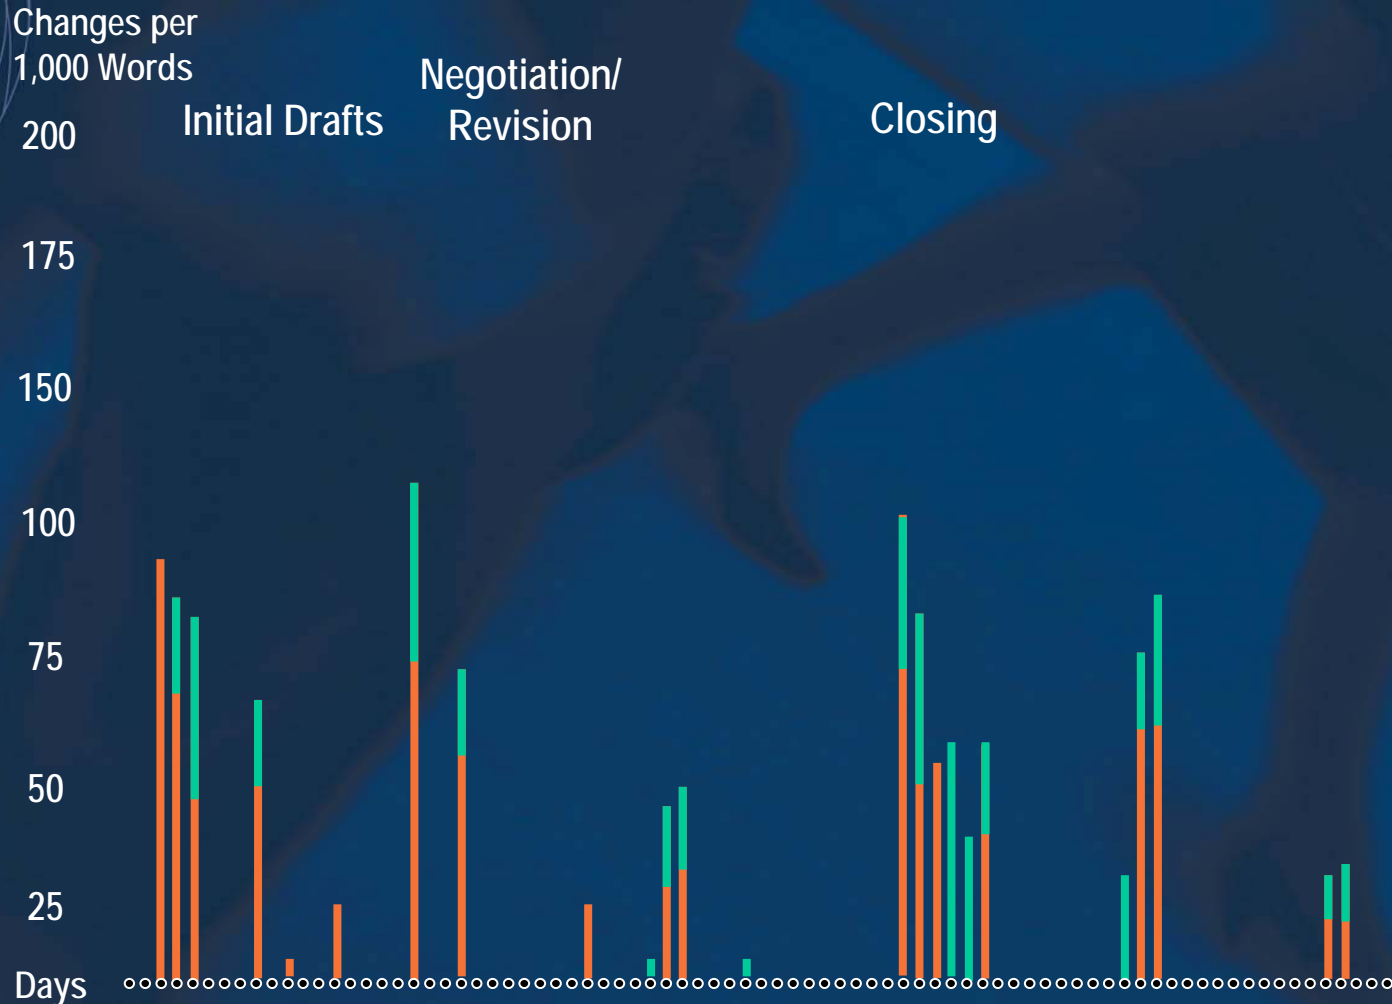 Changes per
1,000 Words
Initial Drafts
Negotiation/
Revision
Closing
200
175
150
100
75
50
25
Days